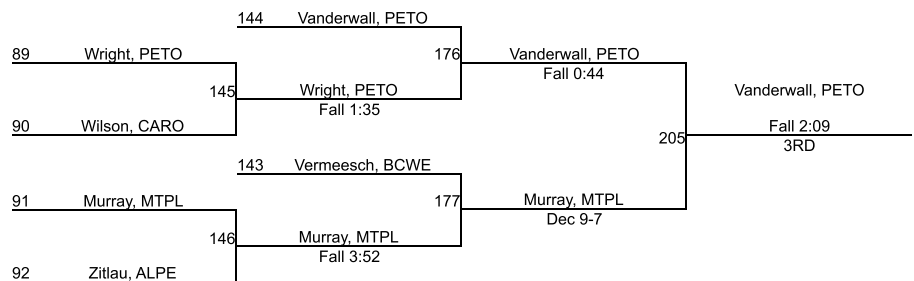 144 Vanderwall, PETO
89 Wright, PETO
176 Vanderwall, PETO
Fall 0:44
145 Wright, PETO
Fall 1:35
Vanderwall, PETO
90 Wilson, CARO
205 Fall 2:09
3RD
143 Vermeesch, BCWE
91 Murray, MTPL
177 Murray, MTPL
Dec 9-7
146 Murray, MTPL
Fall 3:52
92 Zitlau, ALPE